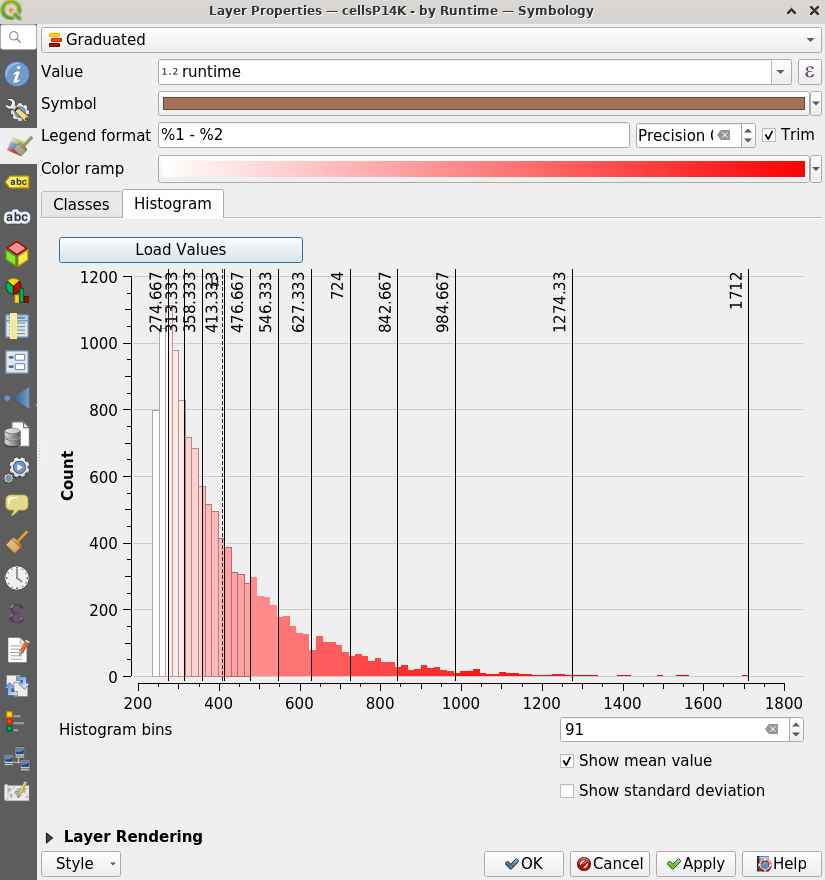 Layer Properties — cellsP14K - by Runtime — Symbology
Graduated
Value
1.2 runtime
ε
Symbol
Legend format
%1 - %2
Precision
Trim
Color ramp
Classes
Histogram
Load Values
274.667
313.333
358.333
413.333
476.667
546.333
627.333
724
842.667
984.667
1274.33
1712
1200
1000
800
600
400
200
0
Count
200 400 600 800 1000 1200 1400 1600 1800
Histogram bins
91
Show mean value
Show standard deviation
Layer Rendering
Style
OK
Cancel
Apply
Help
abc
abc
ε